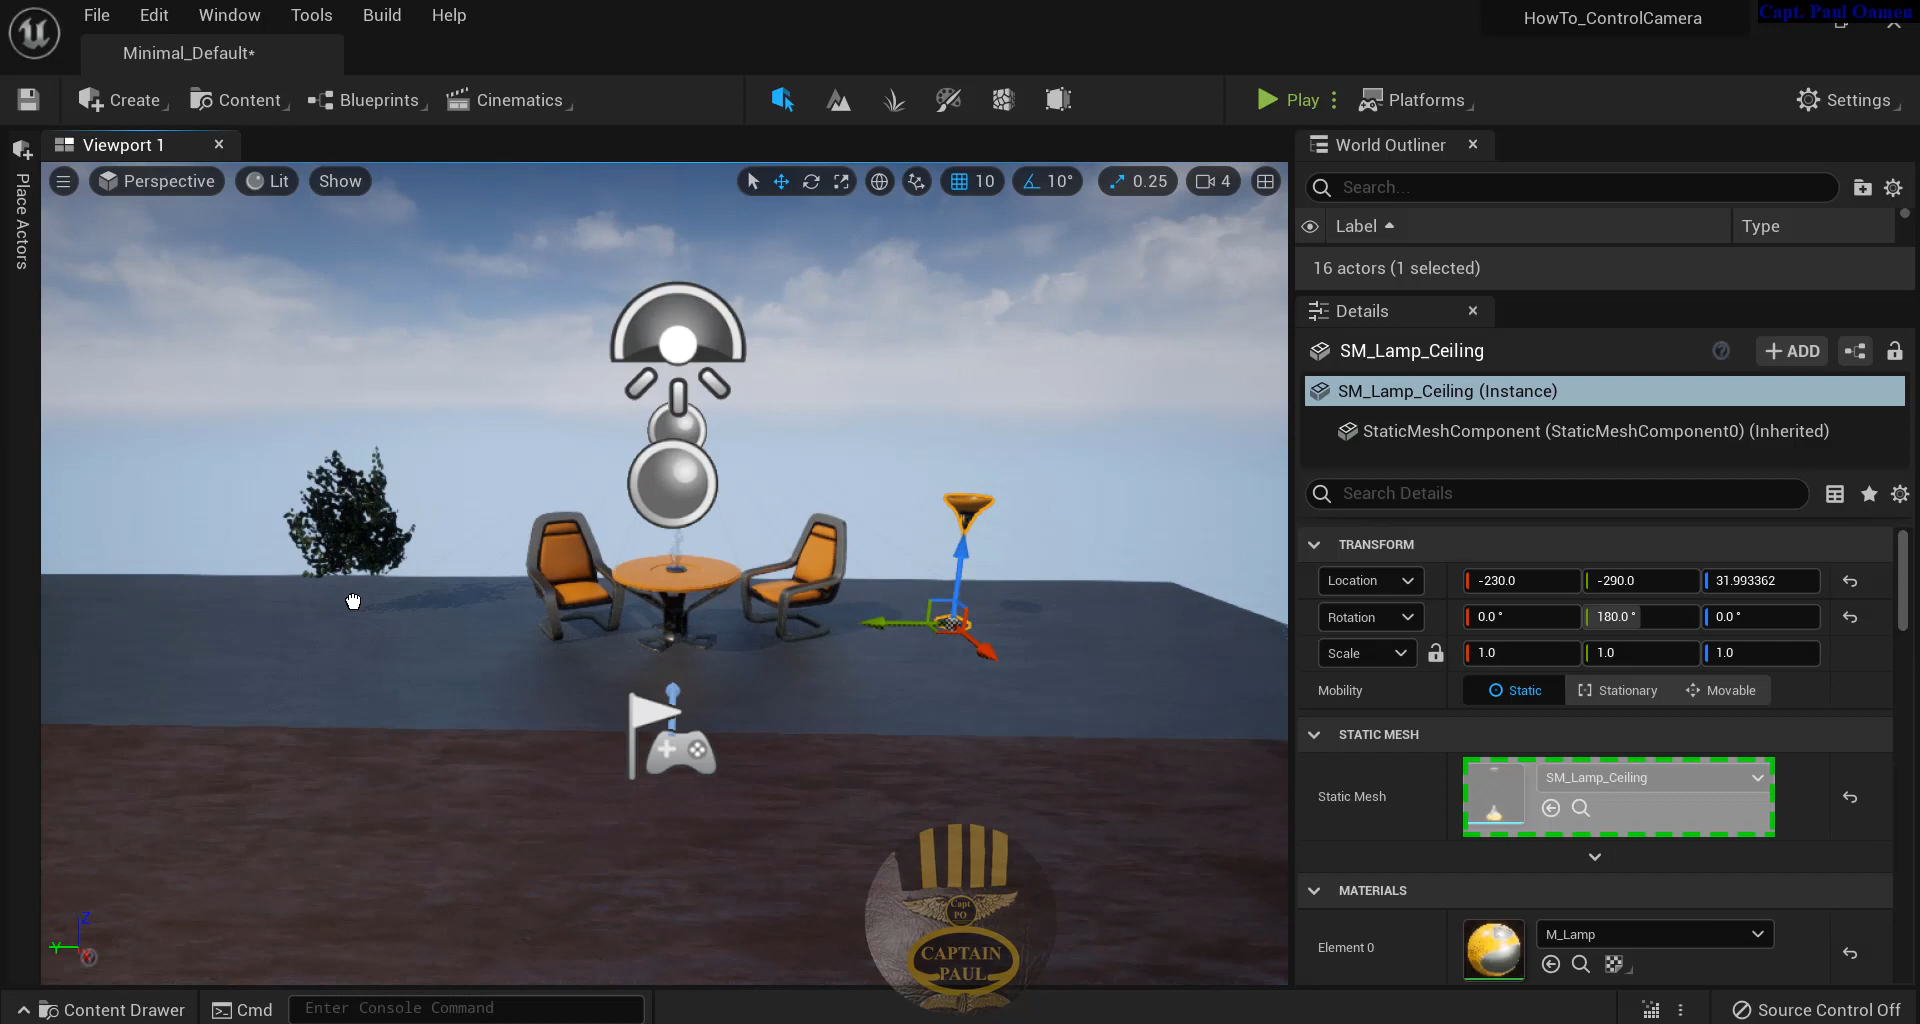 File Edit Window Tools Build Help
HowTo_ControlCamera
Capt. Paul Oamen
Minimal_Default*
Create Content Blueprints Cinematics Play Platforms Settings
Place Actors
Viewport 1
Perspective Lit Show 10 10° 0.25 4
World Outliner
Search...
Label Type
16 actors (1 selected)
Details
SM_Lamp_Ceiling ADD
SM_Lamp_Ceiling (Instance)
StaticMeshComponent (StaticMeshComponent0) (Inherited)
Search Details
TRANSFORM
Location -230.0 -290.0 31.993362
Rotation 0.0° 180.0° 0.0°
Scale 1.0 1.0 1.0
Mobility Static Stationary Movable
STATIC MESH
Static Mesh SM_Lamp_Ceiling
MATERIALS
Element 0 M_Lamp
Z
Y
X
Capt
PO
CAPTAIN
PAUL
Content Drawer Cmd Enter Console Command Source Control Off